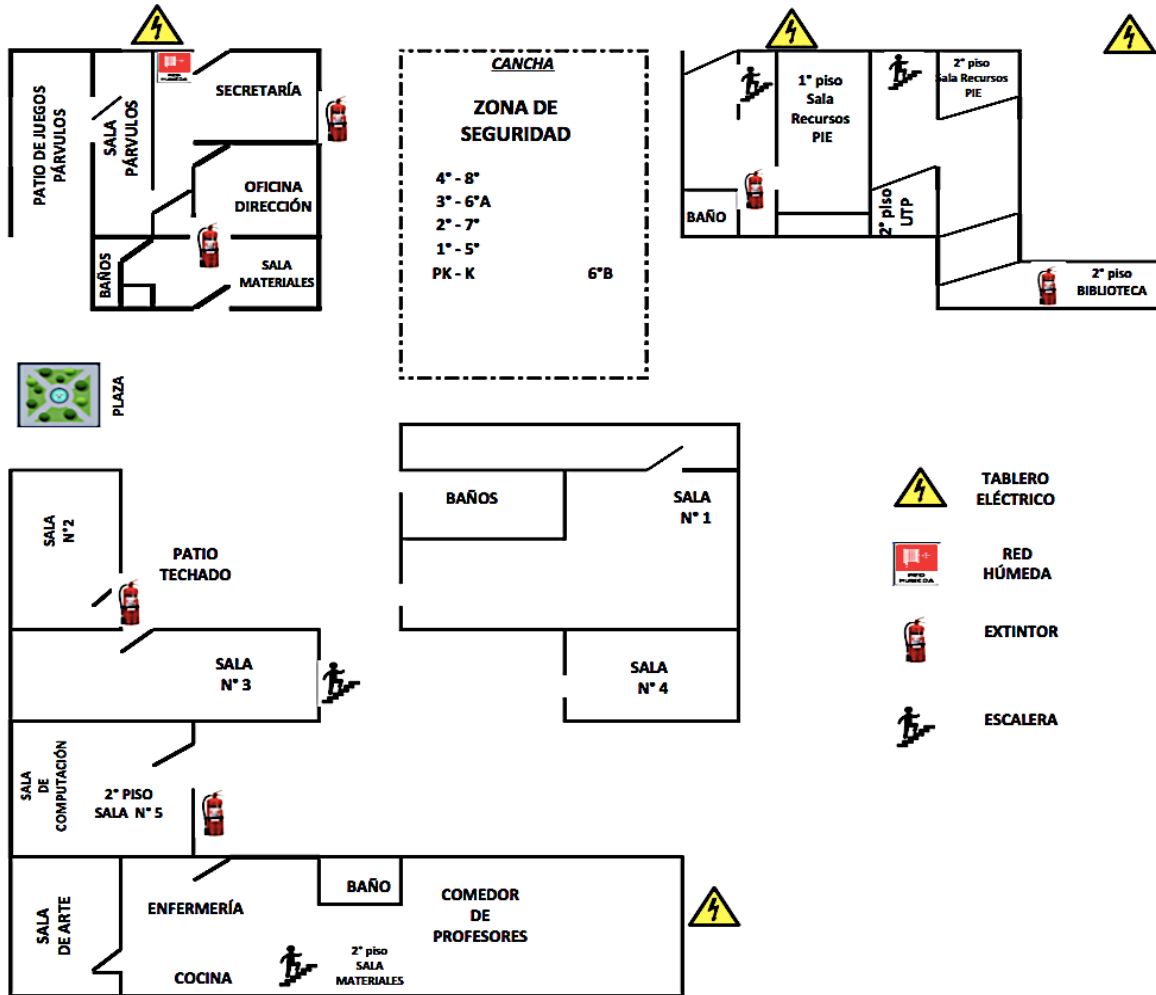 RED
HUMEDA
SECRETARÍA
PATIO DE JUEGOS
PÁRVULOS
SALA
PÁRVULOS
OFICINA
DIRECCIÓN
BAÑOS
SALA
MATERIALES
CANCHA
ZONA DE
SEGURIDAD
4° - 8°
3° - 6°A
2° - 7°
1° - 5°
PK - K 6°B
1° piso
Sala
Recursos
PIE
2° piso
Sala Recursos
PIE
BAÑO
2° piso
UTP
2° piso
BIBLIOTECA
PLAZA
SALA
N°2
PATIO
TECHADO
BAÑOS
SALA
N° 1
SALA
N° 3
SALA
N° 4
SALA
DE
COMPUTACIÓN
2° PISO
SALA N° 5
SALA
DE ARTE
ENFERMERÍA
BAÑO
COMEDOR
DE
PROFESORES
COCINA
2° piso
SALA
MATERIALES
TABLERO
ELÉCTRICO
RED
HUMEDA
RED
HÚMEDA
EXTINTOR
ESCALERA